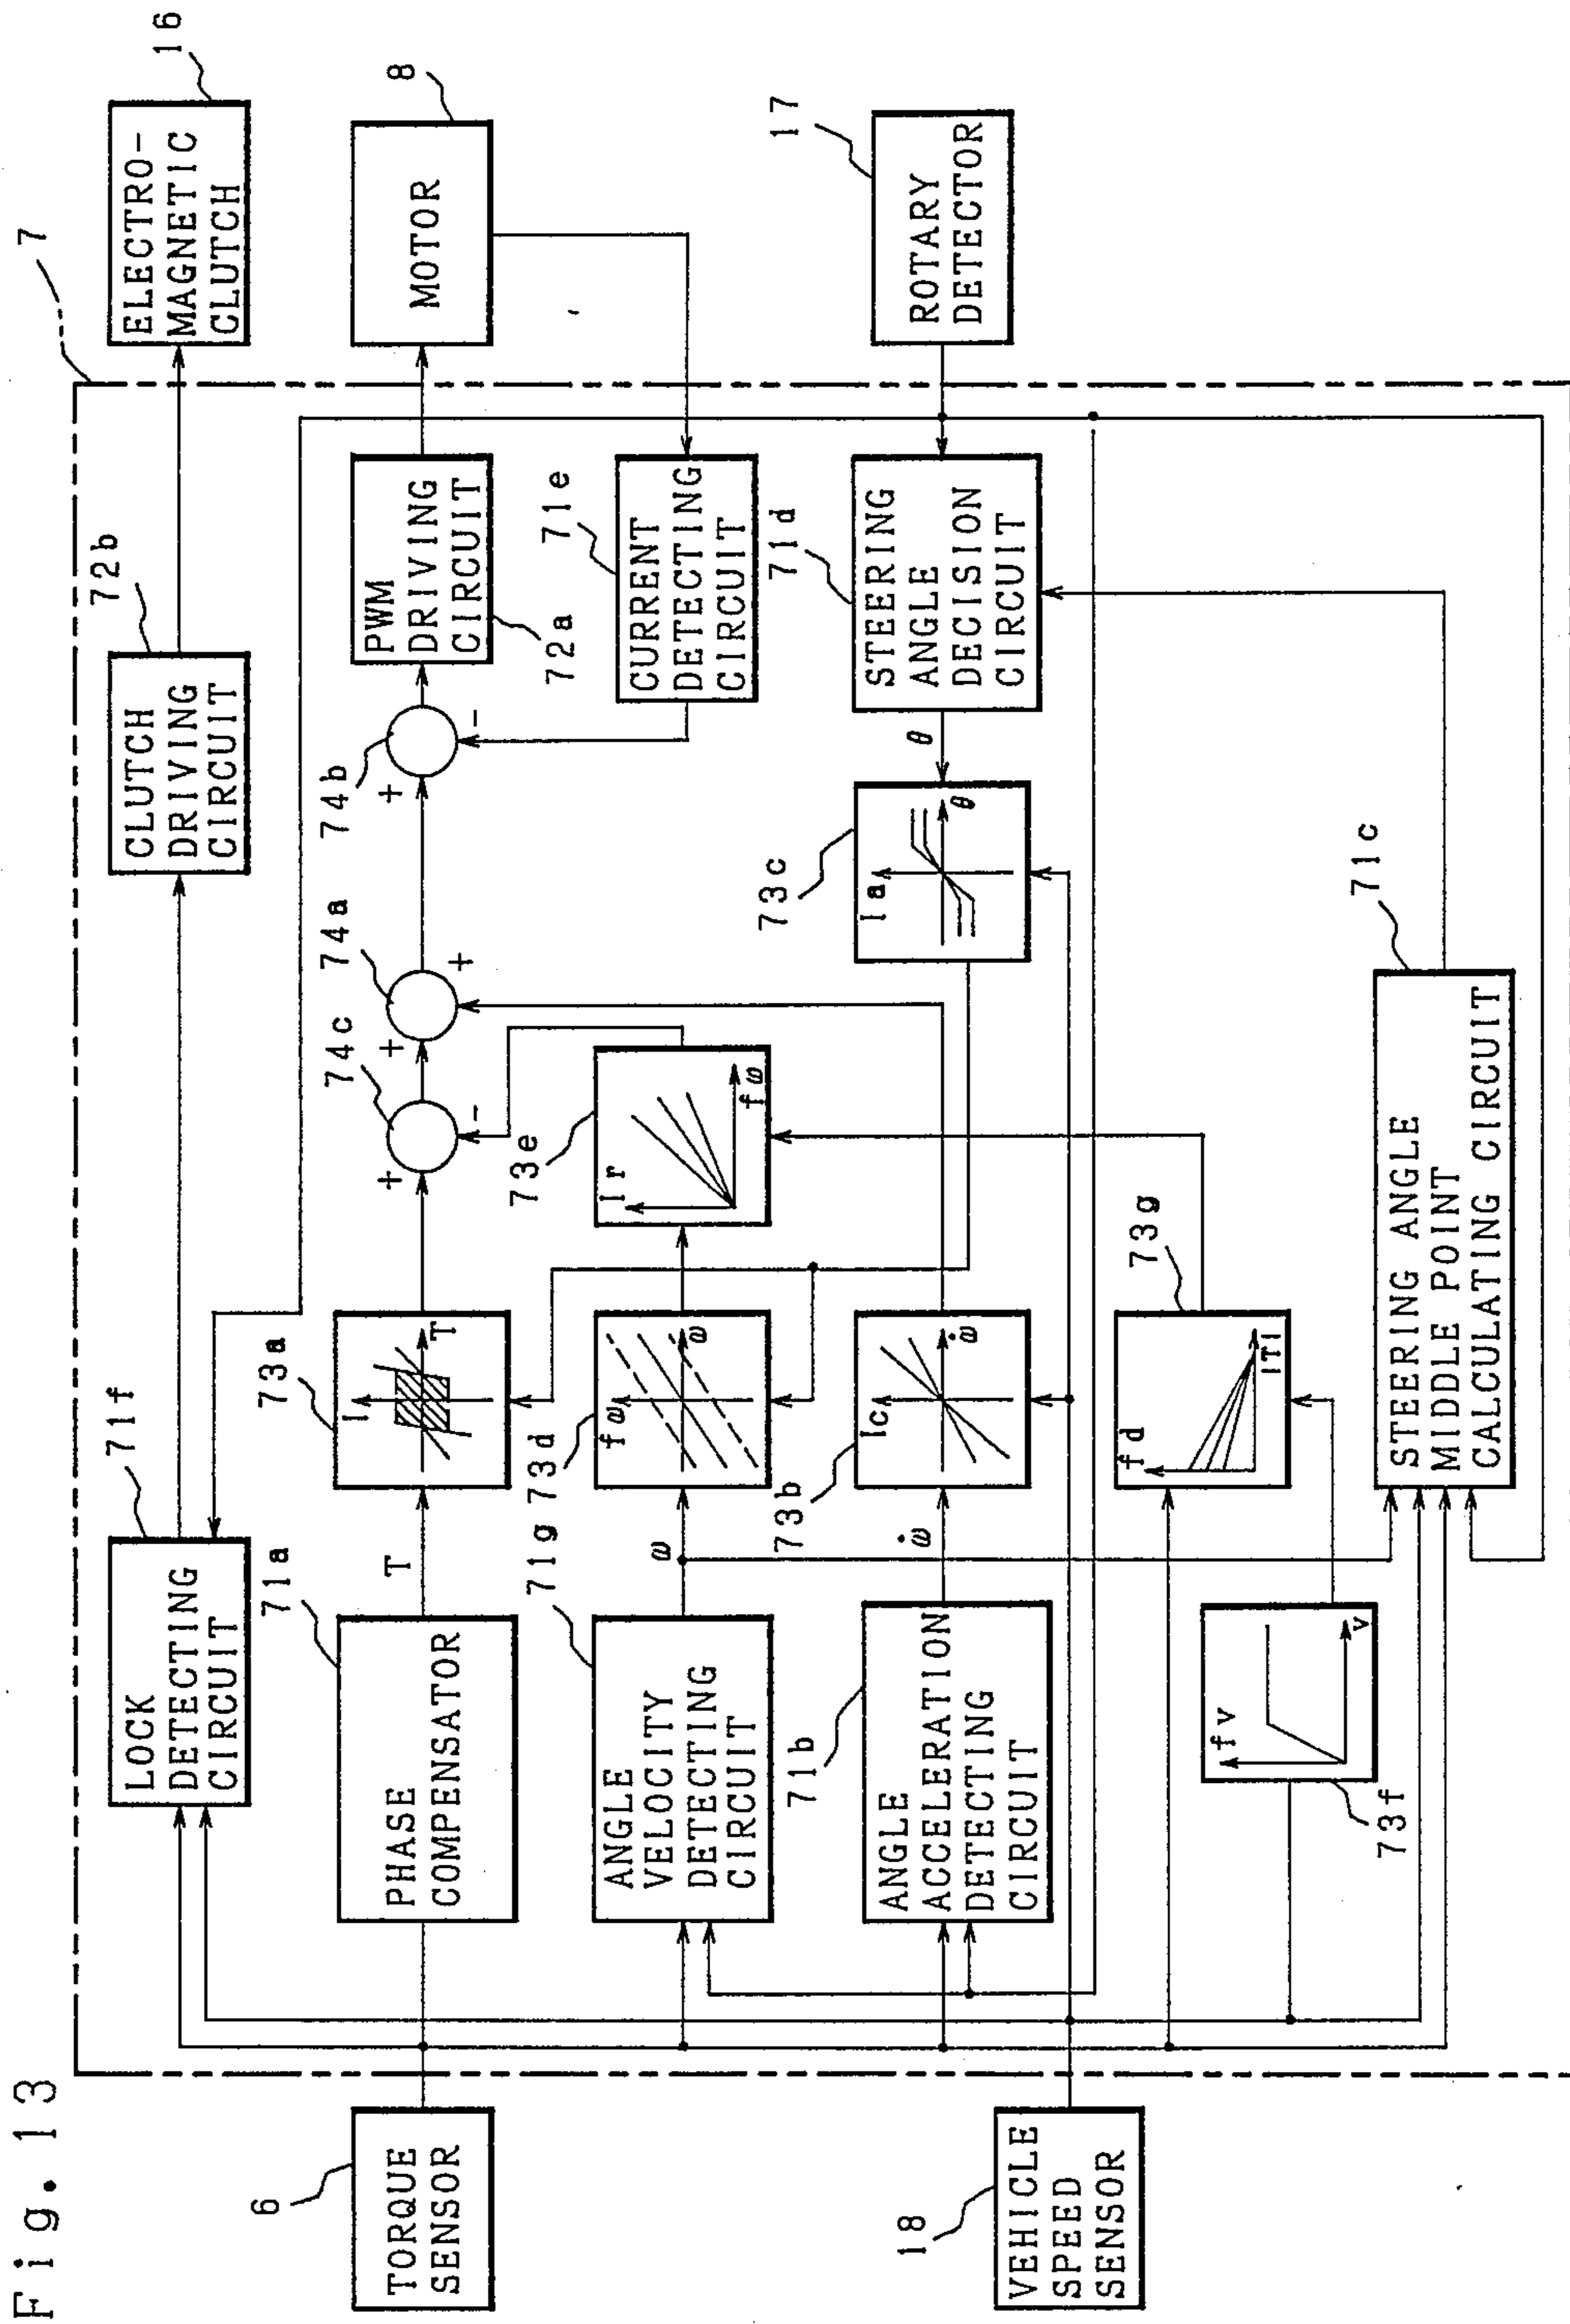 Fig. 13
7
ELECTRO-
MAGNETIC
CLUTCH
16
72b
CLUTCH
DRIVING
CIRCUIT
71f
LOCK
DETECTING
CIRCUIT
6
TORQUE
SENSOR
71a
PHASE
COMPENSATOR
T
73a
I
T
+
74c
-
+
74a
+
+
74b
-
PWM
DRIVING
CIRCUIT
72a
MOTOR
8
71g
ANGLE
VELOCITY
DETECTING
CIRCUIT
ω
73d
fω
ω
73e
Ir
fω
71e
CURRENT
DETECTING
CIRCUIT
71b
ANGLE
ACCELERATION
DETECTING
CIRCUIT
ω̇
73b
Ic
ω̇
73c
Ia
θ
θ
71d
STEERING
ANGLE
DECISION
CIRCUIT
17
ROTARY
DETECTOR
18
VEHICLE
SPEED
SENSOR
73f
fv
v
73g
fd
|T|
71c
STEERING ANGLE
MIDDLE POINT
CALCULATING CIRCUIT